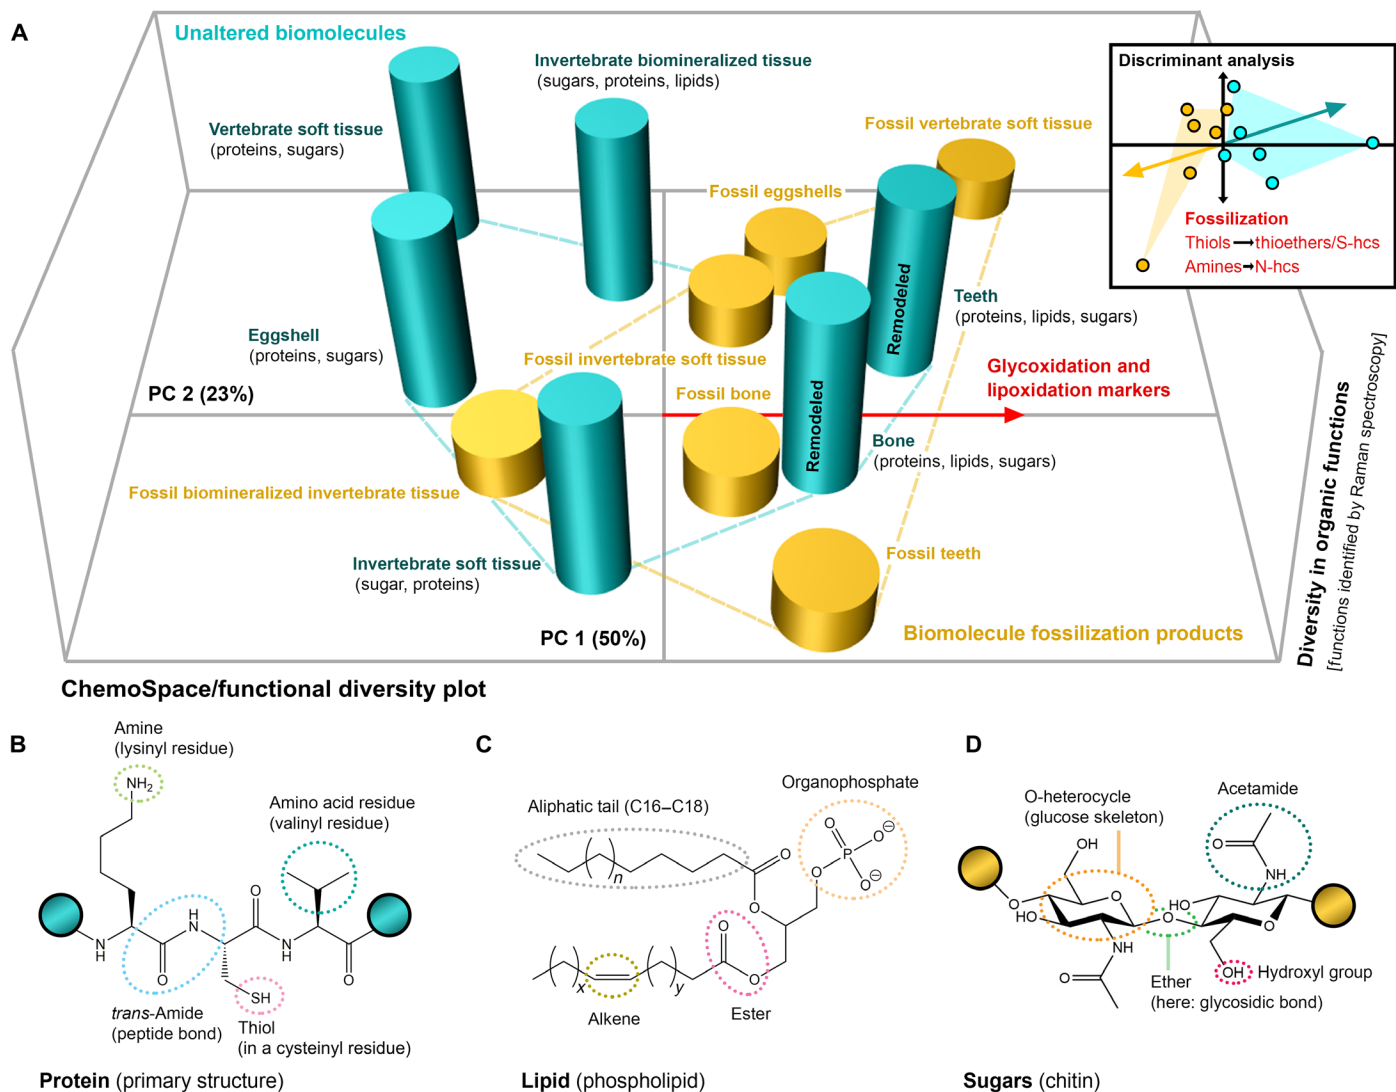 A
Unaltered biomolecules
Invertebrate biomineralized tissue
(sugars, proteins, lipids)
Vertebrate soft tissue
(proteins, sugars)
Fossil vertebrate soft tissue
Fossil eggshells
Discriminant analysis
Fossilization
Thiols → thioethers/S-hcs
Amines → N-hcs
Eggshell
(proteins, sugars)
Remodeled
Teeth
(proteins, lipids, sugars)
Fossil invertebrate soft tissue
PC 2 (23%)
Fossil bone
Remodeled
Glycoxidation and
lipoxidation markers
Bone
(proteins, lipids, sugars)
Fossil biomineralized invertebrate tissue
Invertebrate soft tissue
(sugar, proteins)
Fossil teeth
PC 1 (50%)
Biomolecule fossilization products
Diversity in organic functions
[functions identified by Raman spectroscopy]
ChemoSpace/functional diversity plot
B
Amine
(lysinyl residue)
NH2
Amino acid residue
(valinyl residue)
O
H
N
N
H
N
H
O
O
SH
trans-Amide
(peptide bond)
Thiol
(in a cysteinyl residue)
Protein (primary structure)
C
Organophosphate
Aliphatic tail (C16–C18)
O
O
⊖
P
O
O
⊖
n
O
O
O
O
x
y
Alkene
Ester
Lipid (phospholipid)
D
O-heterocycle
(glucose skeleton)
Acetamide
OH
O
NH
O
HO
O
HO
O
O
O
NH
O
OH
Hydroxyl group
Ether
(here: glycosidic bond)
Sugars (chitin)